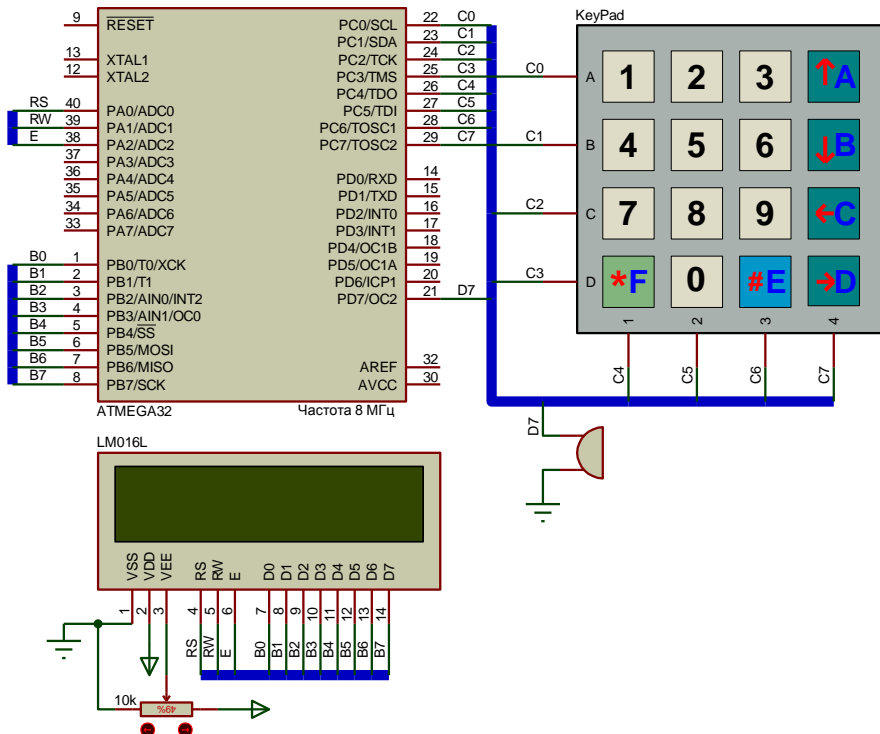 9 RESET
13 XTAL1
12 XTAL2
RS 40 PA0/ADC0
RW 39 PA1/ADC1
E 38 PA2/ADC2
37 PA3/ADC3
36 PA4/ADC4
35 PA5/ADC5
34 PA6/ADC6
33 PA7/ADC7
B0 1 PB0/T0/XCK
B1 2 PB1/T1
B2 3 PB2/AIN0/INT2
B3 4 PB3/AIN1/OC0
B4 5 PB4/SS
B5 6 PB5/MOSI
B6 7 PB6/MISO
B7 8 PB7/SCK
PC0/SCL 22 C0
PC1/SDA 23 C1
PC2/TCK 24 C2
PC3/TMS 25 C3
PC4/TDO 26 C4
PC5/TDI 27 C5
PC6/TOSC1 28 C6
PC7/TOSC2 29 C7
PD0/RXD 14
PD1/TXD 15
PD2/INT0 16
PD3/INT1 17
PD4/OC1B 18
PD5/OC1A 19
PD6/ICP1 20
PD7/OC2 21 D7
AREF 32
AVCC 30
ATMEGA32 Частота 8 МГц
KeyPad
C0 A 1 2 3 ↑A
C1 B 4 5 6 ↓B
C2 C 7 8 9 ←C
C3 D *F 0 #E →D
1 2 3 4
C4 C5 C6 C7
D7
LM016L
VSS VDD VEE RS RW E D0 D1 D2 D3 D4 D5 D6 D7
1 2 3 4 5 6 7 8 9 10 11 12 13 14
RS RW E B0 B1 B2 B3 B4 B5 B6 B7
10k
49%